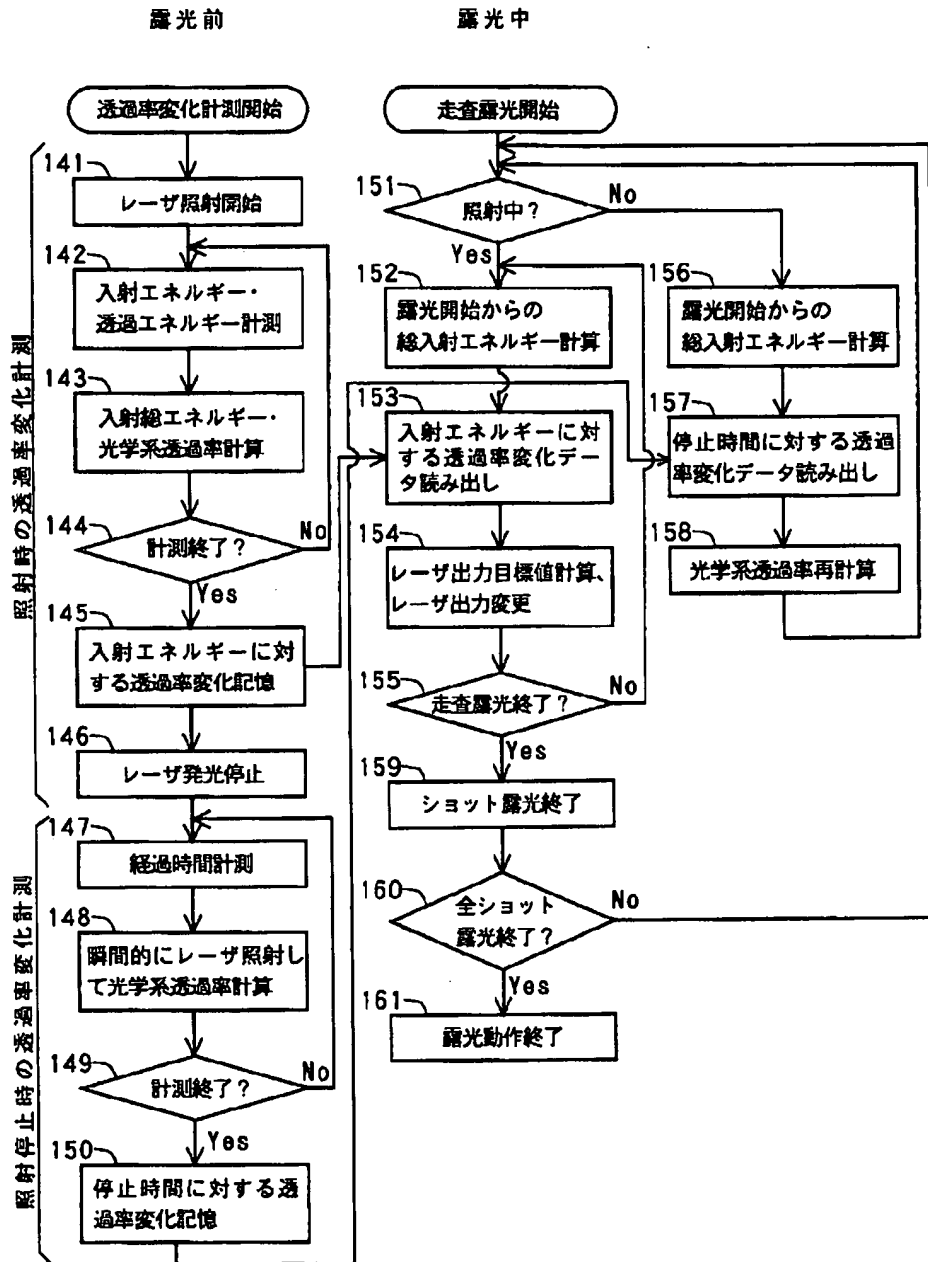 露光前
透過率変化計測開始
照射時の透過率変化計測
141
レーザ照射開始
142
入射エネルギー・
透過エネルギー計測
143
入射総エネルギー・
光学系透過率計算
144
計測終了？
No
Yes
145
入射エネルギーに対
する透過率変化記憶
146
レーザ発光停止
照射停止時の透過率変化計測
147
経過時間計測
148
瞬間的にレーザ照射し
て光学系透過率計算
149
計測終了？
No
Yes
150
停止時間に対する透
過率変化記憶
露光中
走査露光開始
151
照射中？
No
Yes
152
露光開始からの
総入射エネルギー計算
153
入射エネルギーに対
する透過率変化データ
読み出し
154
レーザ出力目標値計算、
レーザ出力変更
155
走査露光終了？
No
Yes
156
露光開始からの
総入射エネルギー計算
157
停止時間に対する透過
率変化データ読み出し
158
光学系透過率再計算
159
ショット露光終了
160
全ショット
露光終了？
No
Yes
161
露光動作終了